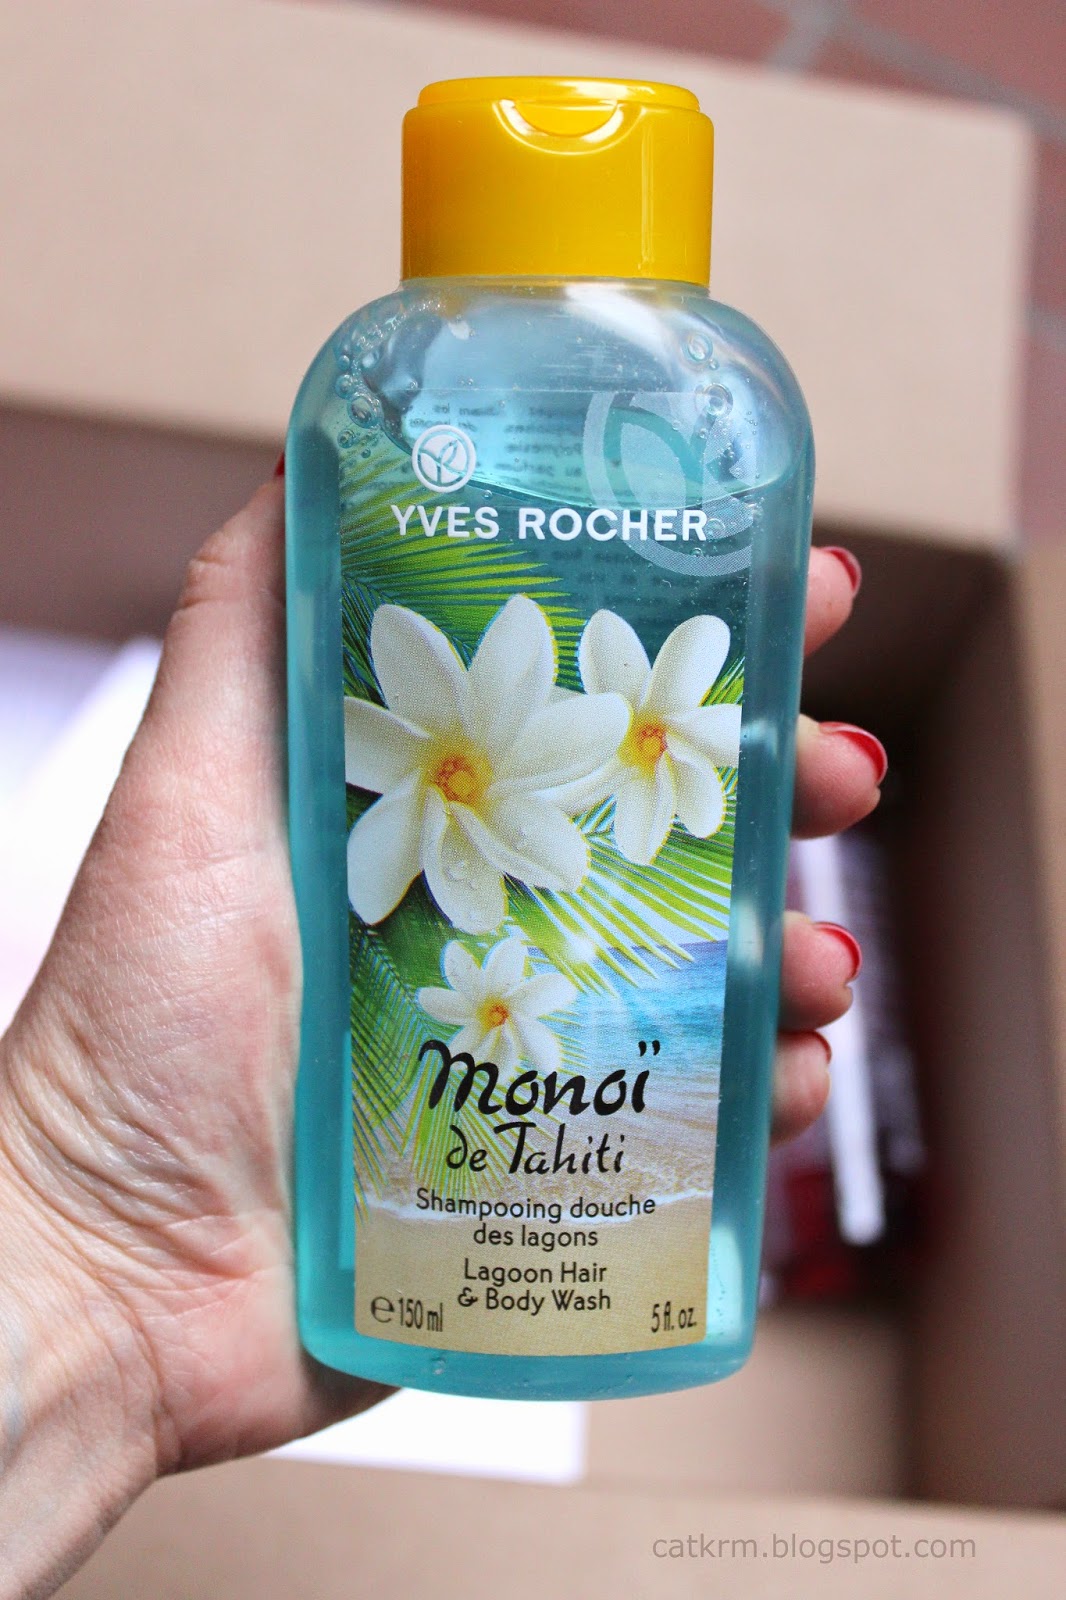 YVES ROCHER
Monoï
de Tahiti
Shampooing douche
des lagons
Lagoon Hair
& Body Wash
℮150 ml 5 fl. oz.
catkrm.blogspot.com